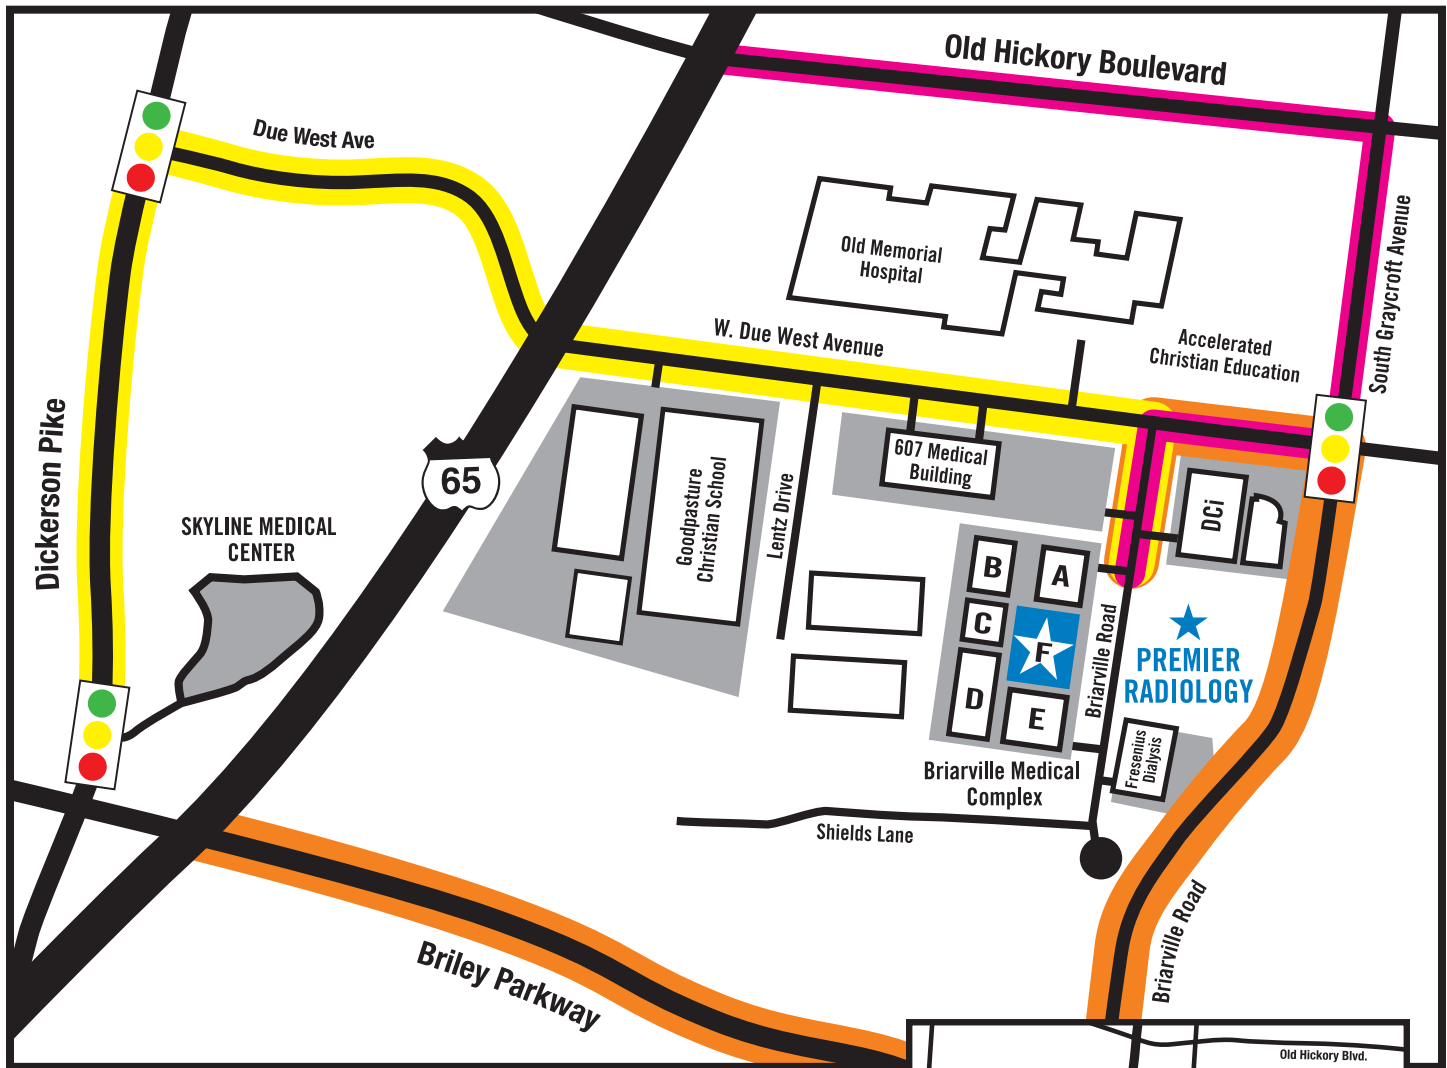 Old Hickory Boulevard
Due West Ave
South Graycroft Avenue
Old Memorial
Hospital
W. Due West Avenue
Accelerated
Christian Education
Dickerson Pike
65
607 Medical
Building
Goodpasture
Christian School
Lentz Drive
DCi
SKYLINE MEDICAL
CENTER
B
A
C
F
D
E
Briarville Road
PREMIER
RADIOLOGY
Fresenius
Dialysis
Briarville Medical
Complex
Shields Lane
Briarville Road
Briley Parkway
Old Hickory Blvd.